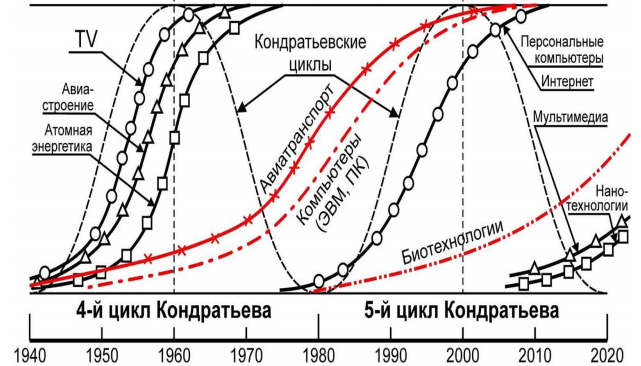 TV
Авиа-
строение
Атомная
энергетика
Кондратьевские
циклы
Авиатранспорт
Компьютеры
(ЭВМ, ПК)
Персональные
компьютеры
Интернет
Мультимедиа
Нано-
технологии
Биотехнологии
4-й цикл Кондратьева
5-й цикл Кондратьева
1940
1950
1960
1970
1980
1990
2000
2010
2020